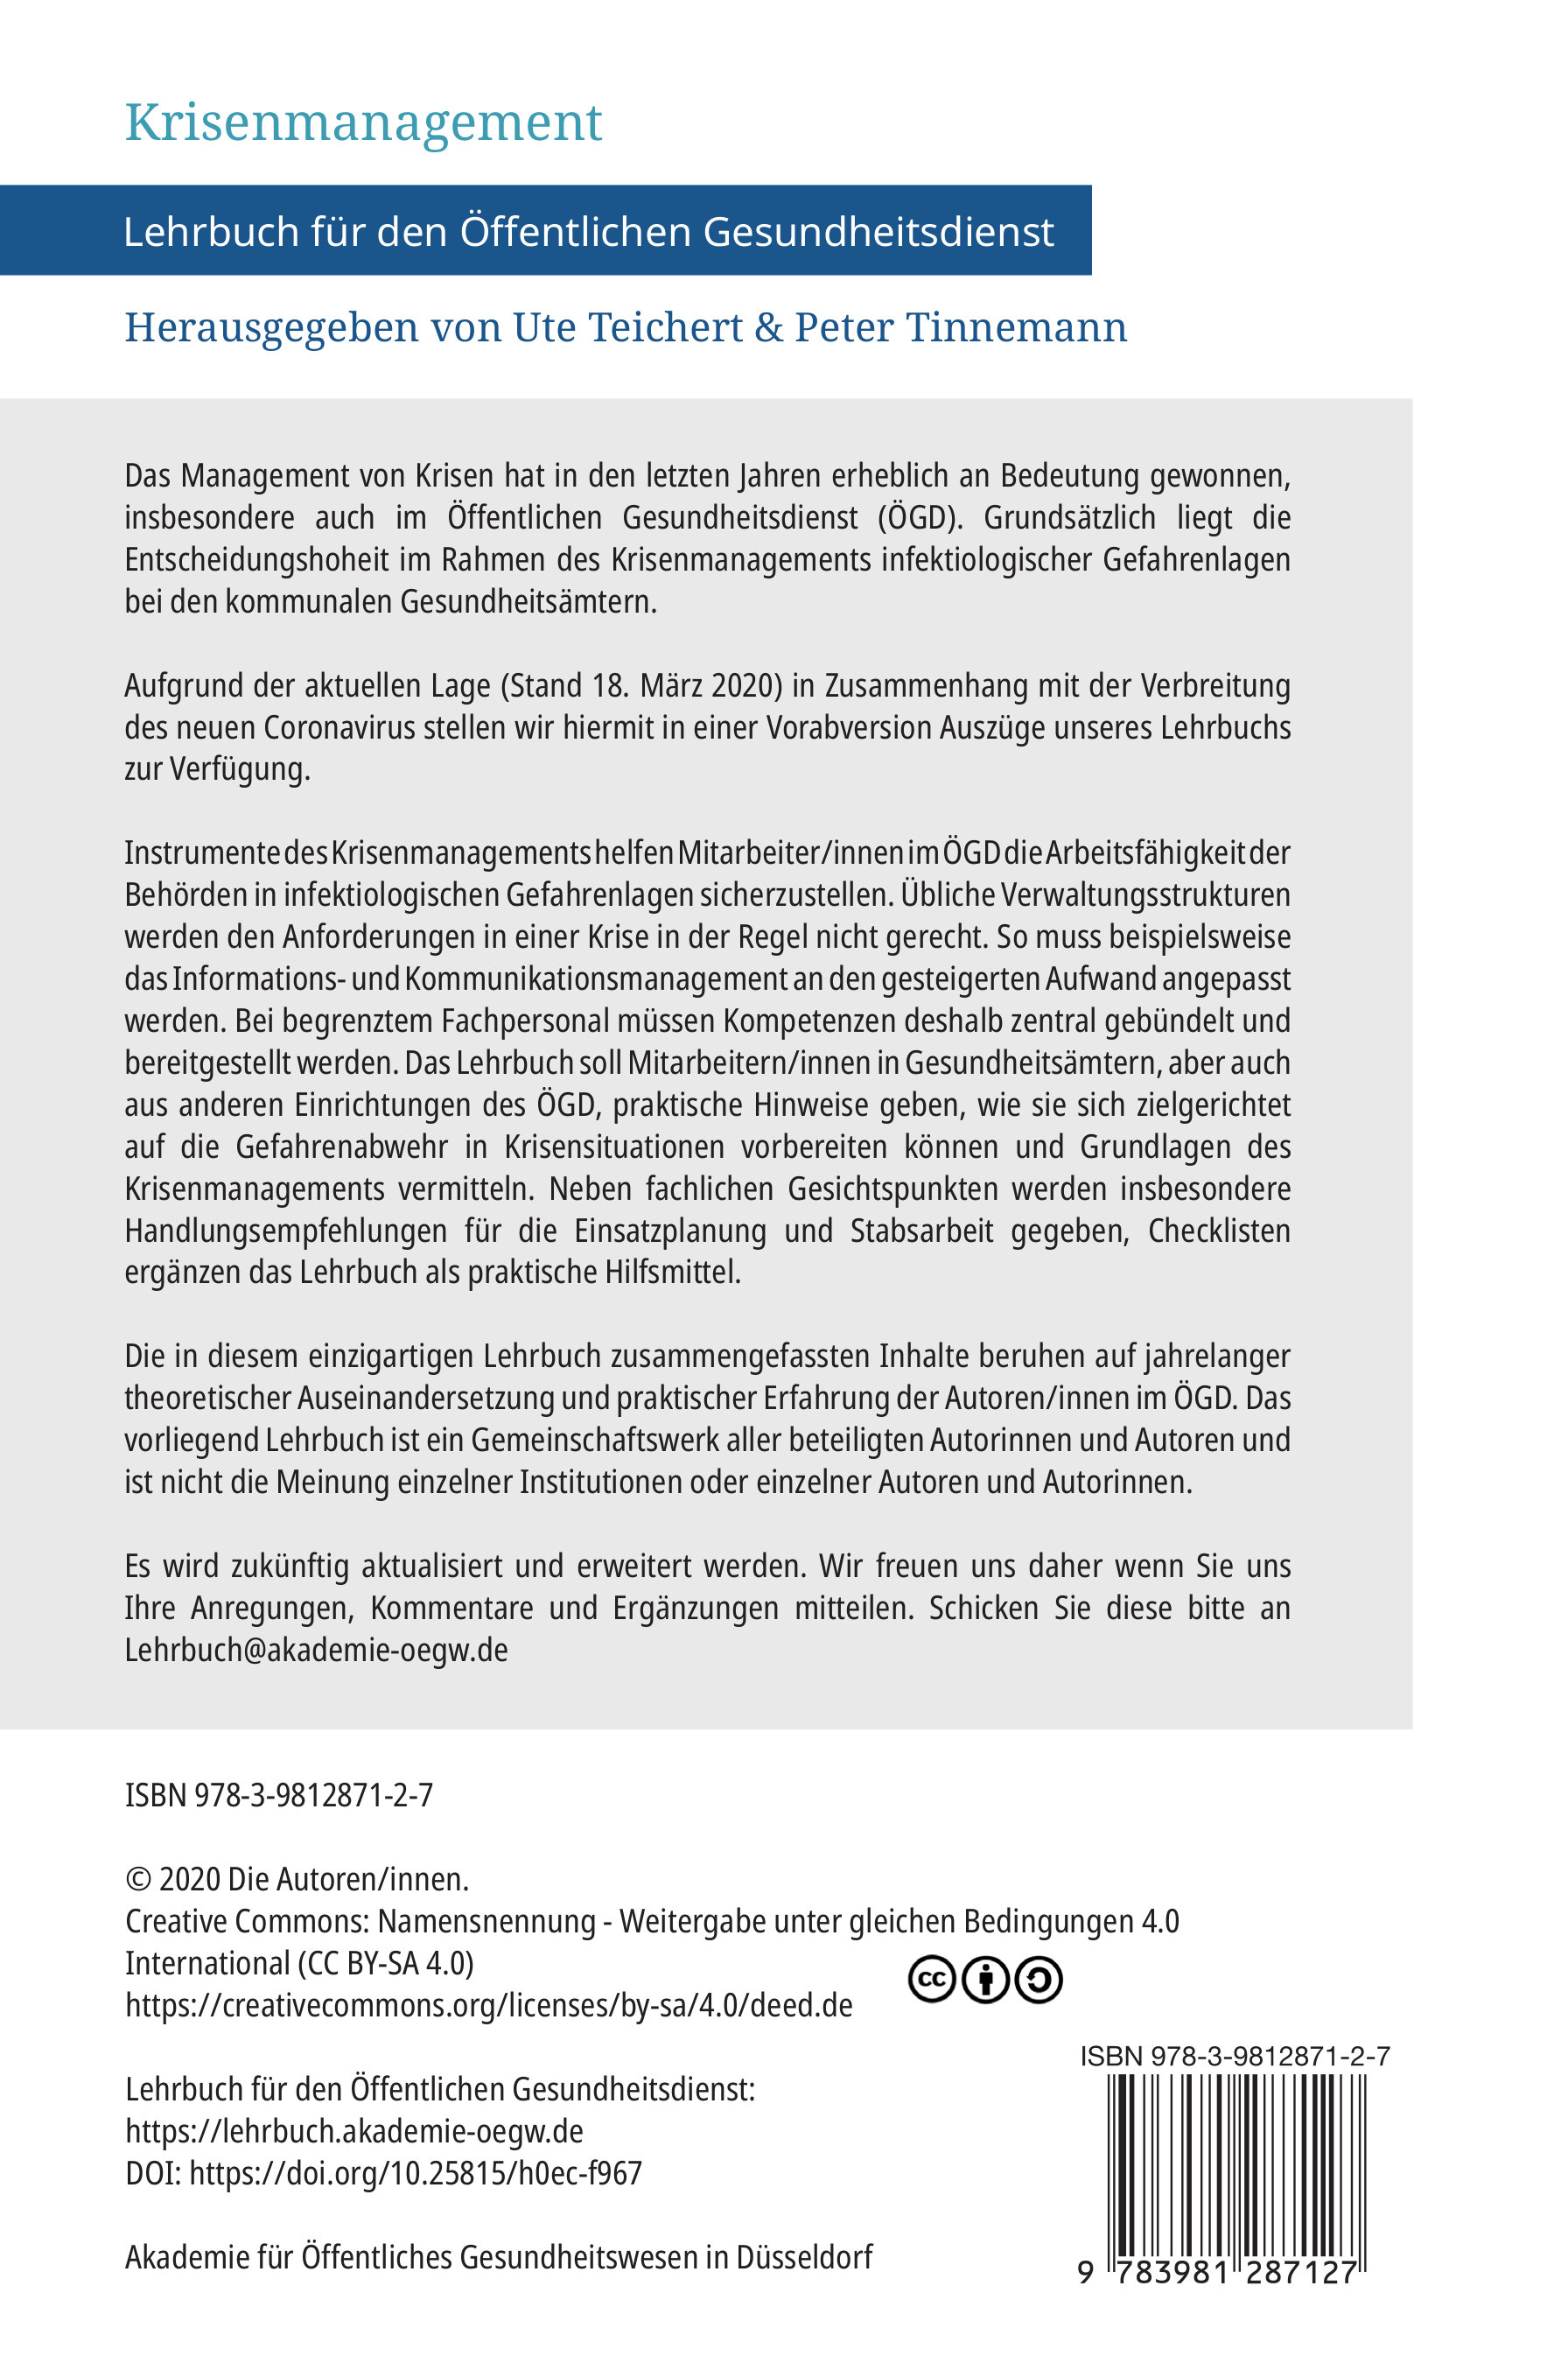 Krisenmanagement
Lehrbuch für den Öffentlichen Gesundheitsdienst
Herausgegeben von Ute Teichert & Peter Tinnemann
Das Management von Krisen hat in den letzten Jahren erheblich an Bedeutung gewonnen,
insbesondere auch im Öffentlichen Gesundheitsdienst (ÖGD). Grundsätzlich liegt die
Entscheidungshoheit im Rahmen des Krisenmanagements infektiologischer Gefahrenlagen
bei den kommunalen Gesundheitsämtern.
Aufgrund der aktuellen Lage (Stand 18. März 2020) in Zusammenhang mit der Verbreitung
des neuen Coronavirus stellen wir hiermit in einer Vorabversion Auszüge unseres Lehrbuchs
zur Verfügung.
Instrumente des Krisenmanagements helfen Mitarbeiter/innen im ÖGD die Arbeitsfähigkeit der
Behörden in infektiologischen Gefahrenlagen sicherzustellen. Übliche Verwaltungsstrukturen
werden den Anforderungen in einer Krise in der Regel nicht gerecht. So muss beispielsweise
das Informations- und Kommunikationsmanagement an den gesteigerten Aufwand angepasst
werden. Bei begrenztem Fachpersonal müssen Kompetenzen deshalb zentral gebündelt und
bereitgestellt werden. Das Lehrbuch soll Mitarbeitern/innen in Gesundheitsämtern, aber auch
aus anderen Einrichtungen des ÖGD, praktische Hinweise geben, wie sie sich zielgerichtet
auf die Gefahrenabwehr in Krisensituationen vorbereiten können und Grundlagen des
Krisenmanagements vermitteln. Neben fachlichen Gesichtspunkten werden insbesondere
Handlungsempfehlungen für die Einsatzplanung und Stabsarbeit gegeben, Checklisten
ergänzen das Lehrbuch als praktische Hilfsmittel.
Die in diesem einzigartigen Lehrbuch zusammengefassten Inhalte beruhen auf jahrelanger
theoretischer Auseinandersetzung und praktischer Erfahrung der Autoren/innen im ÖGD. Das
vorliegend Lehrbuch ist ein Gemeinschaftswerk aller beteiligten Autorinnen und Autoren und
ist nicht die Meinung einzelner Institutionen oder einzelner Autoren und Autorinnen.
Es wird zukünftig aktualisiert und erweitert werden. Wir freuen uns daher wenn Sie uns
Ihre Anregungen, Kommentare und Ergänzungen mitteilen. Schicken Sie diese bitte an
Lehrbuch@akademie-oegw.de
ISBN 978-3-9812871-2-7
© 2020 Die Autoren/innen.
Creative Commons: Namensnennung - Weitergabe unter gleichen Bedingungen 4.0
International (CC BY-SA 4.0)
https://creativecommons.org/licenses/by-sa/4.0/deed.de
cc
Lehrbuch für den Öffentlichen Gesundheitsdienst:
https://lehrbuch.akademie-oegw.de
DOI: https://doi.org/10.25815/h0ec-f967
Akademie für Öffentliches Gesundheitswesen in Düsseldorf
ISBN 978-3-9812871-2-7
9 783981 287127